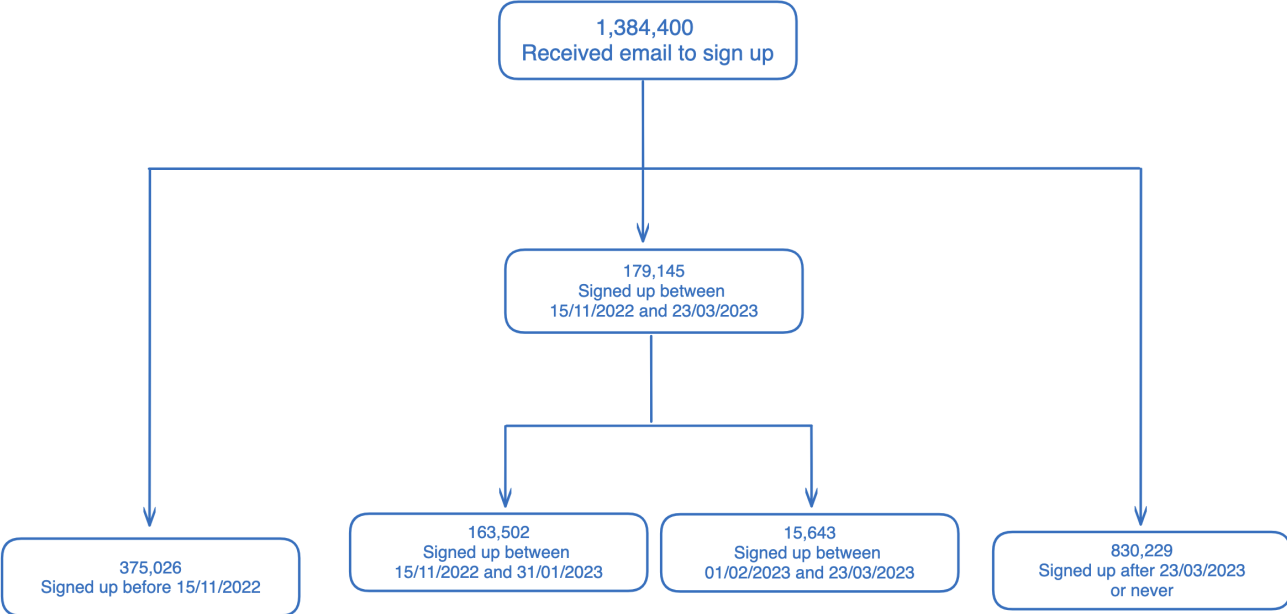 1,384,400
Received email to sign up
179,145
Signed up between
15/11/2022 and 23/03/2023
163,502
Signed up between
15/11/2022 and 31/01/2023
15,643
Signed up between
01/02/2023 and 23/03/2023
375,026
Signed up before 15/11/2022
830,229
Signed up after 23/03/2023
or never